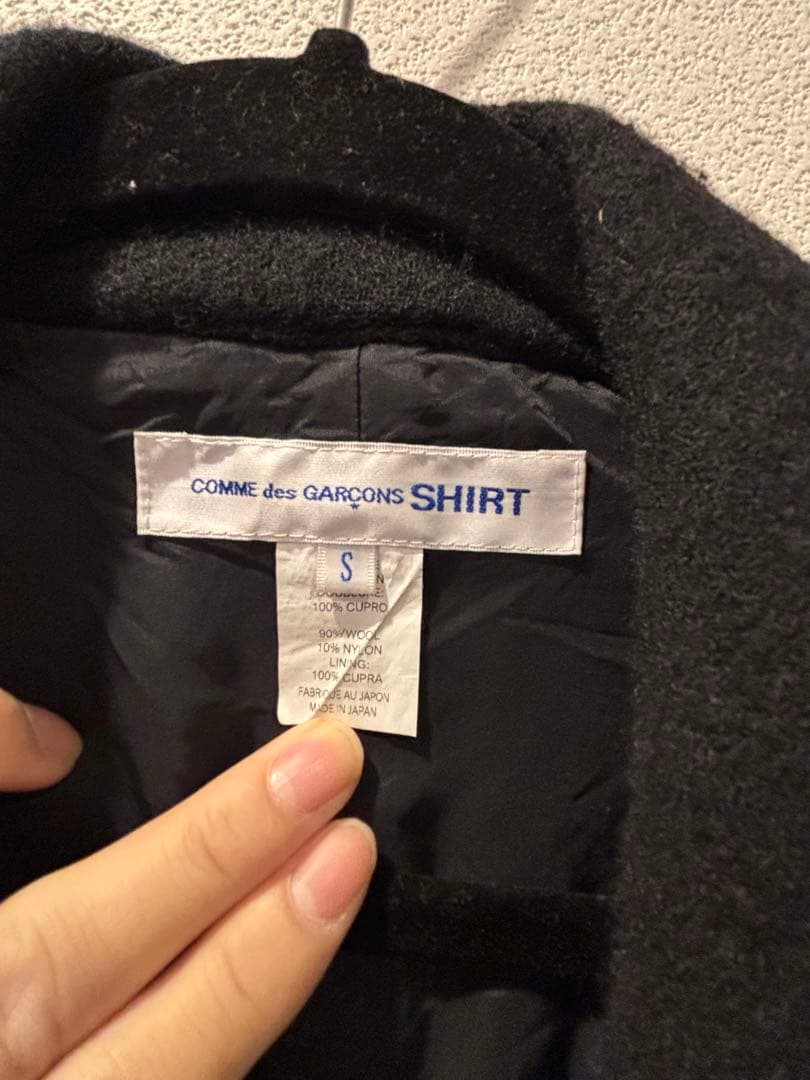 COMME des GARÇONS SHIRT
S
DOUBLURE:
100% CUPRO
90% WOOL
10% NYLON
LINING:
100% CUPRA
FABRIQUE AU JAPON
MADE IN JAPAN